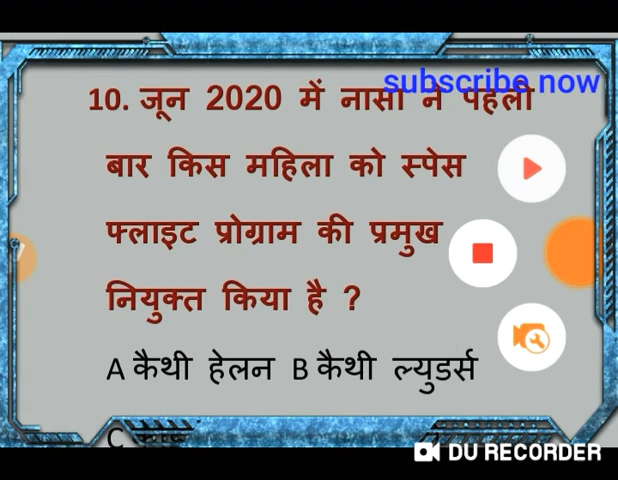 subscribe now
10. जून 2020 में नासा ने पहली
बार किस महिला को स्पेस
फ्लाइट प्रोग्राम की प्रमुख
नियुक्त किया है ?
A कैथी हेलन B कैथी ल्युडर्स
C
DU RECORDER